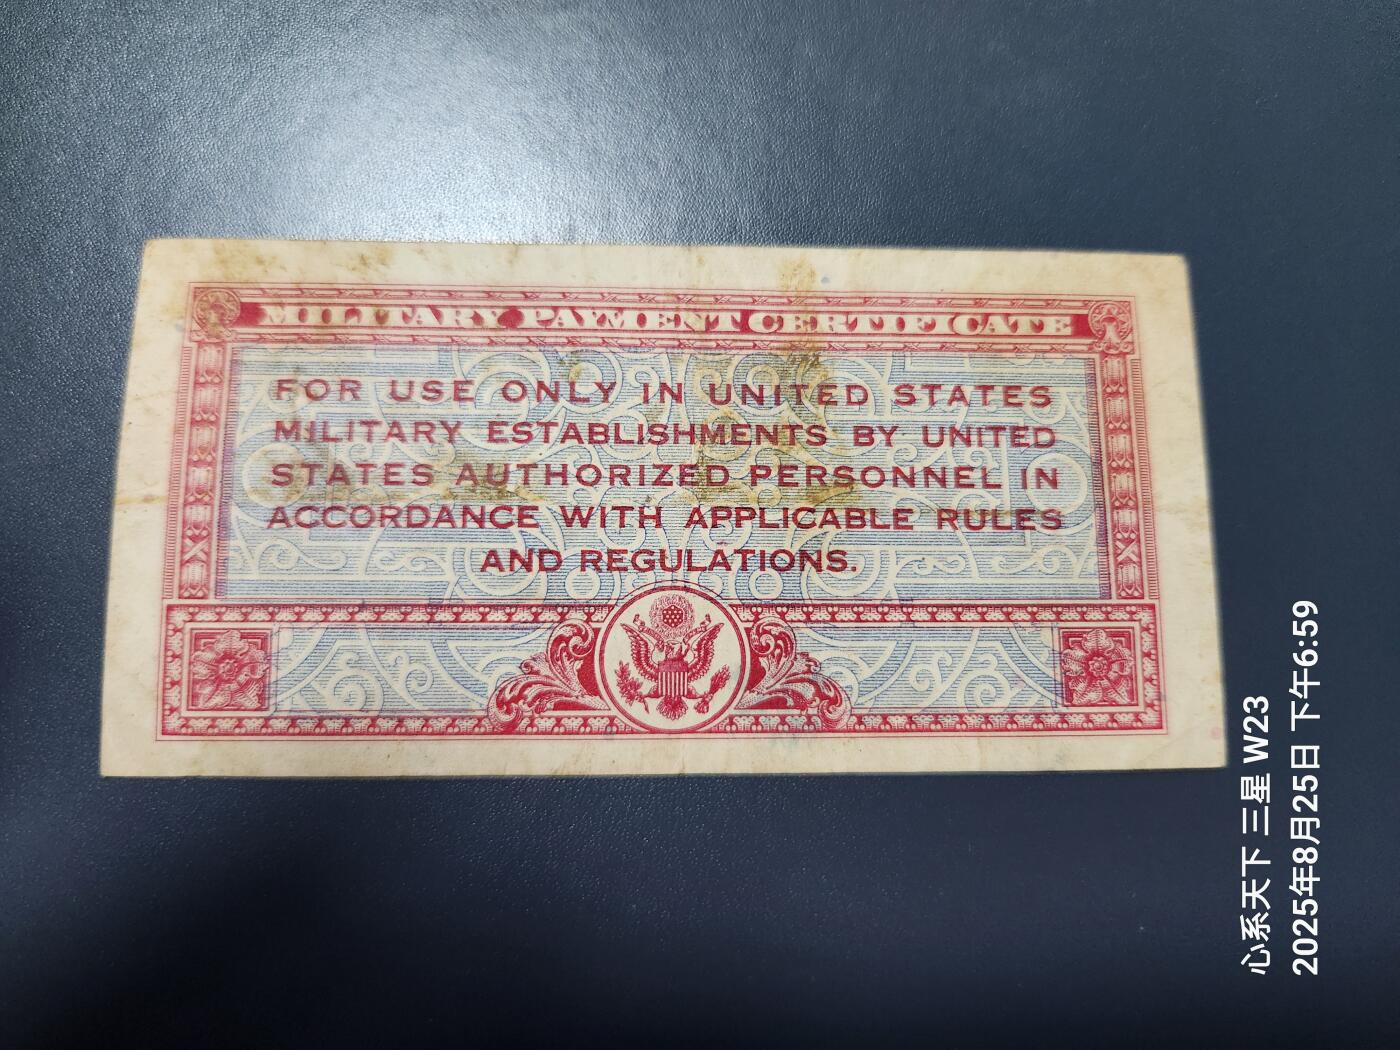 MILITARY PAYMENT CERTIFICATE
FOR USE ONLY IN UNITED STATES
MILITARY ESTABLISHMENTS BY UNITED
STATES AUTHORIZED PERSONNEL IN
ACCORDANCE WITH APPLICABLE RULES
AND REGULATIONS.
心系天下 三星 W23
2025年8月25日 下午6:59